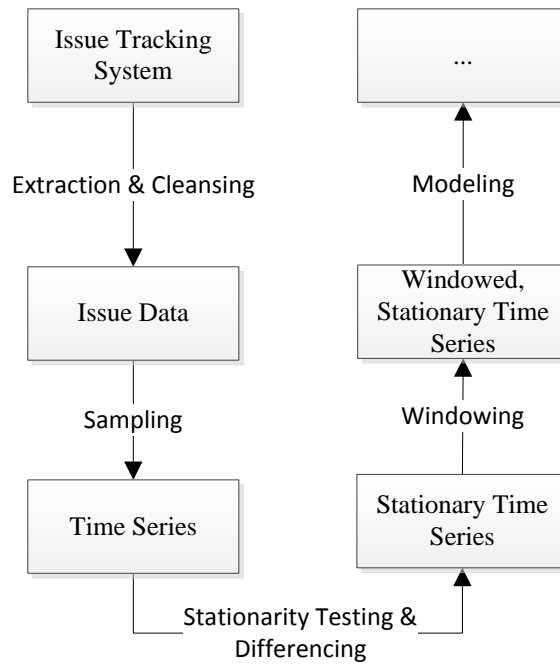 Issue Tracking
System
Extraction & Cleansing
Issue Data
Sampling
Time Series
Stationarity Testing &
Differencing
Stationary Time
Series
Windowing
Windowed,
Stationary Time
Series
Modeling
...